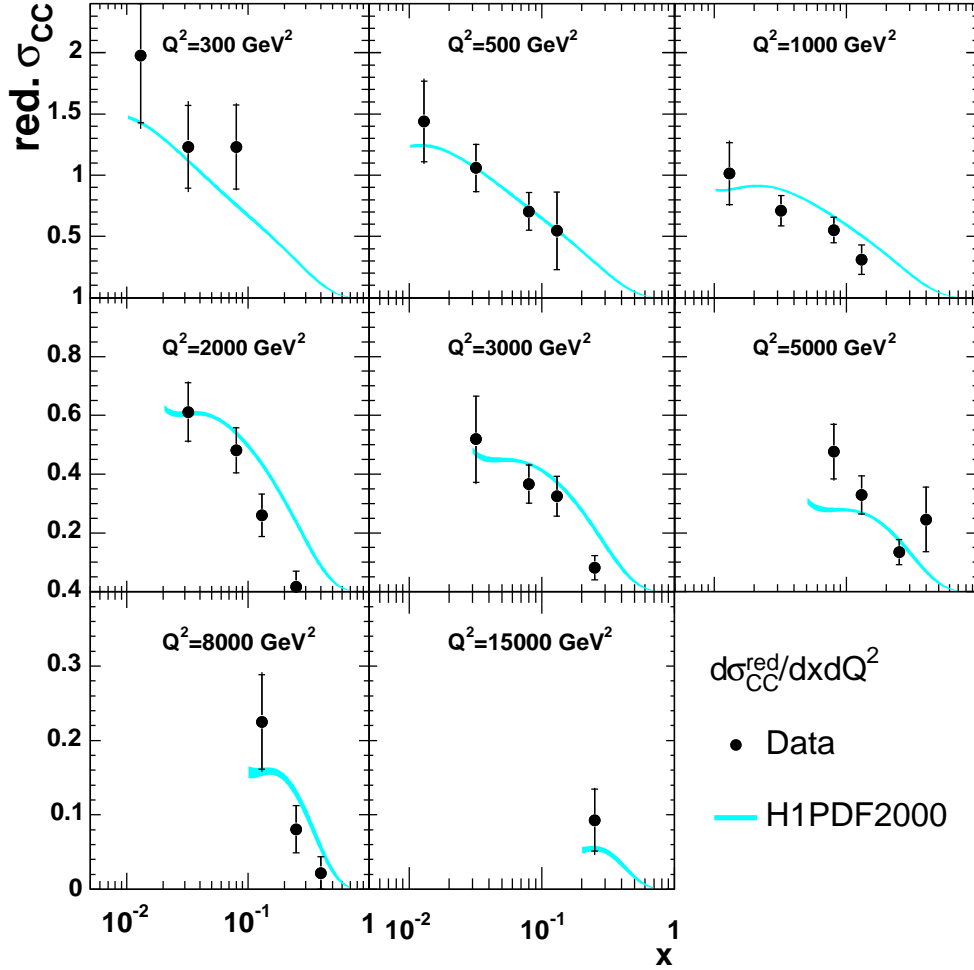 red. σCC
Q²=300 GeV²
Q²=500 GeV²
Q²=1000 GeV²
2
1.5
1
0.5
1
Q²=2000 GeV²
Q²=3000 GeV²
Q²=5000 GeV²
0.8
0.6
0.4
0.2
0.4
Q²=8000 GeV²
Q²=15000 GeV²
0.3
0.2
0.1
0
dσ_CC^red/dxdQ²
Data
H1PDF2000
10⁻² 10⁻¹ 1 10⁻² 10⁻¹ 1
x